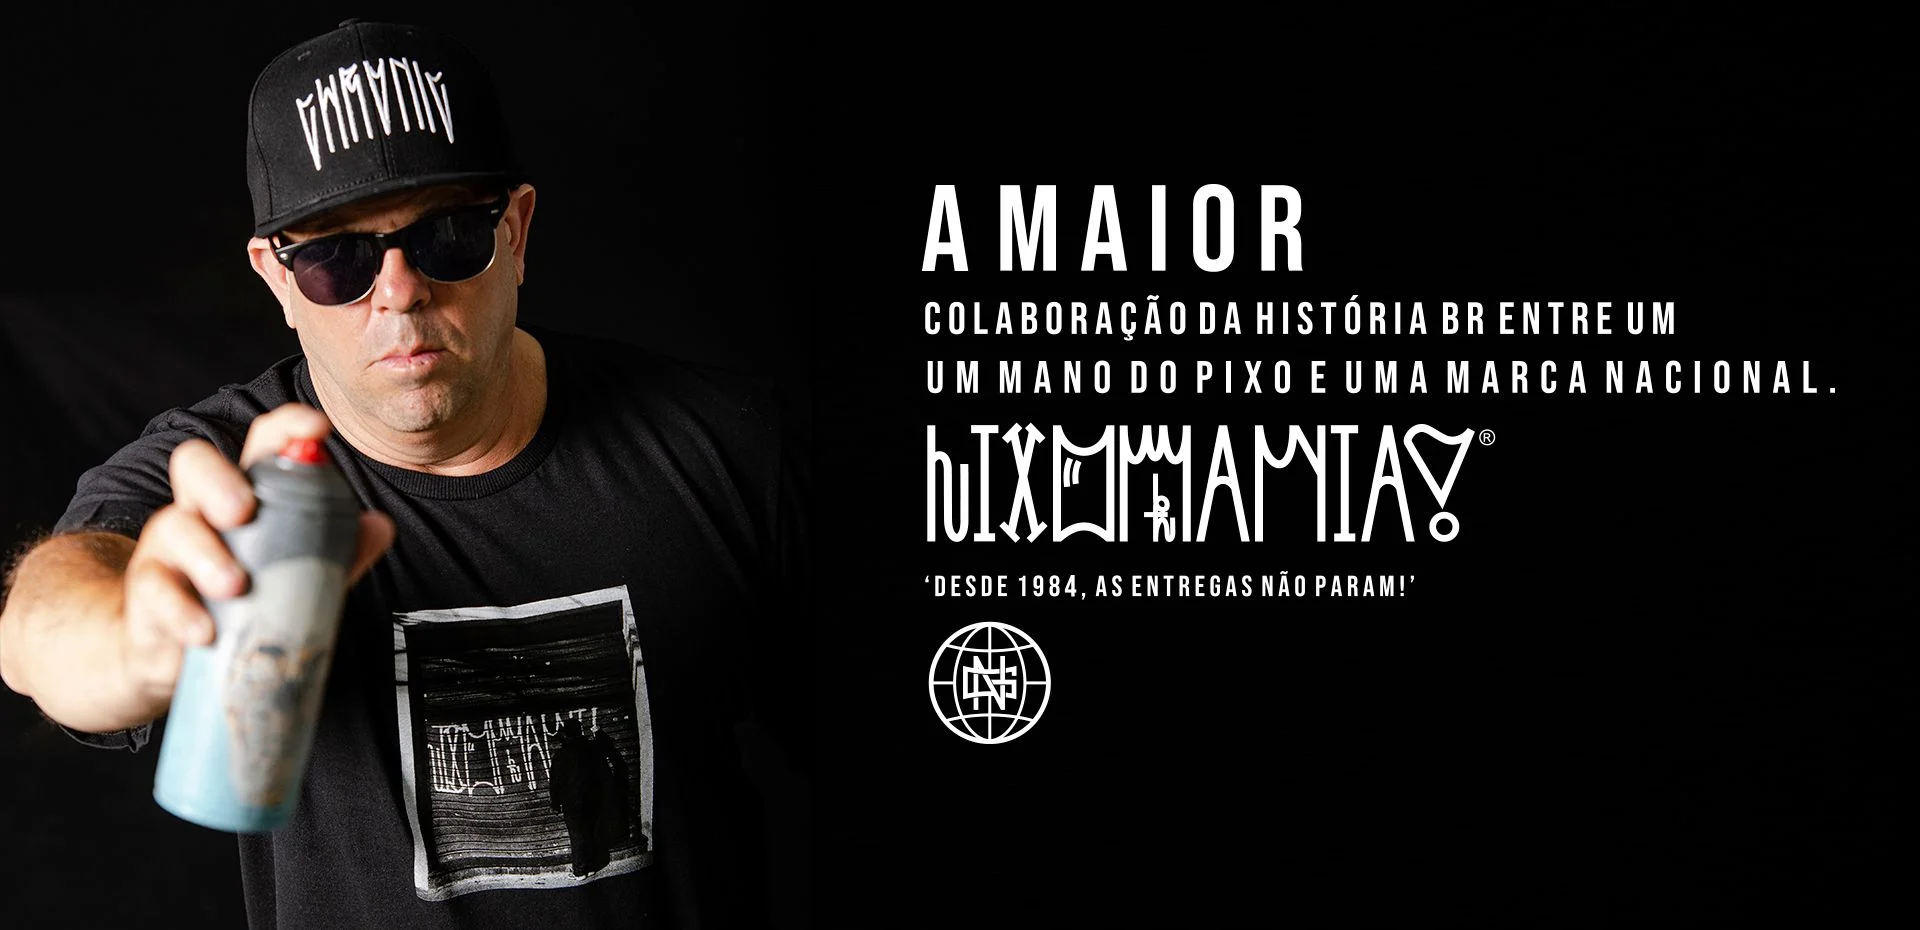 A MAIOR
COLABORAÇÃO DA HISTÓRIA BR ENTRE UM
UM MANO DO PIXO E UMA MARCA NACIONAL.
LIXOMANIA! ®
'DESDE 1984, AS ENTREGAS NÃO PARAM!'